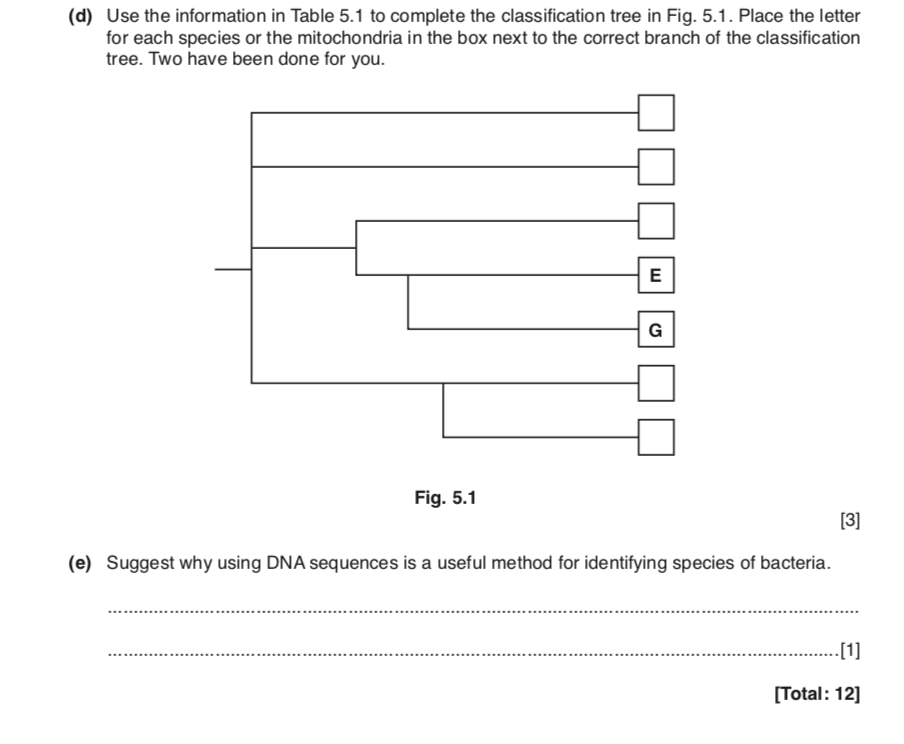 (d) Use the information in Table 5.1 to complete the classification tree in Fig. 5.1. Place the letter
for each species or the mitochondria in the box next to the correct branch of the classification
tree. Two have been done for you.
E
G
Fig. 5.1
[3]
(e) Suggest why using DNA sequences is a useful method for identifying species of bacteria.
[1]
[Total: 12]